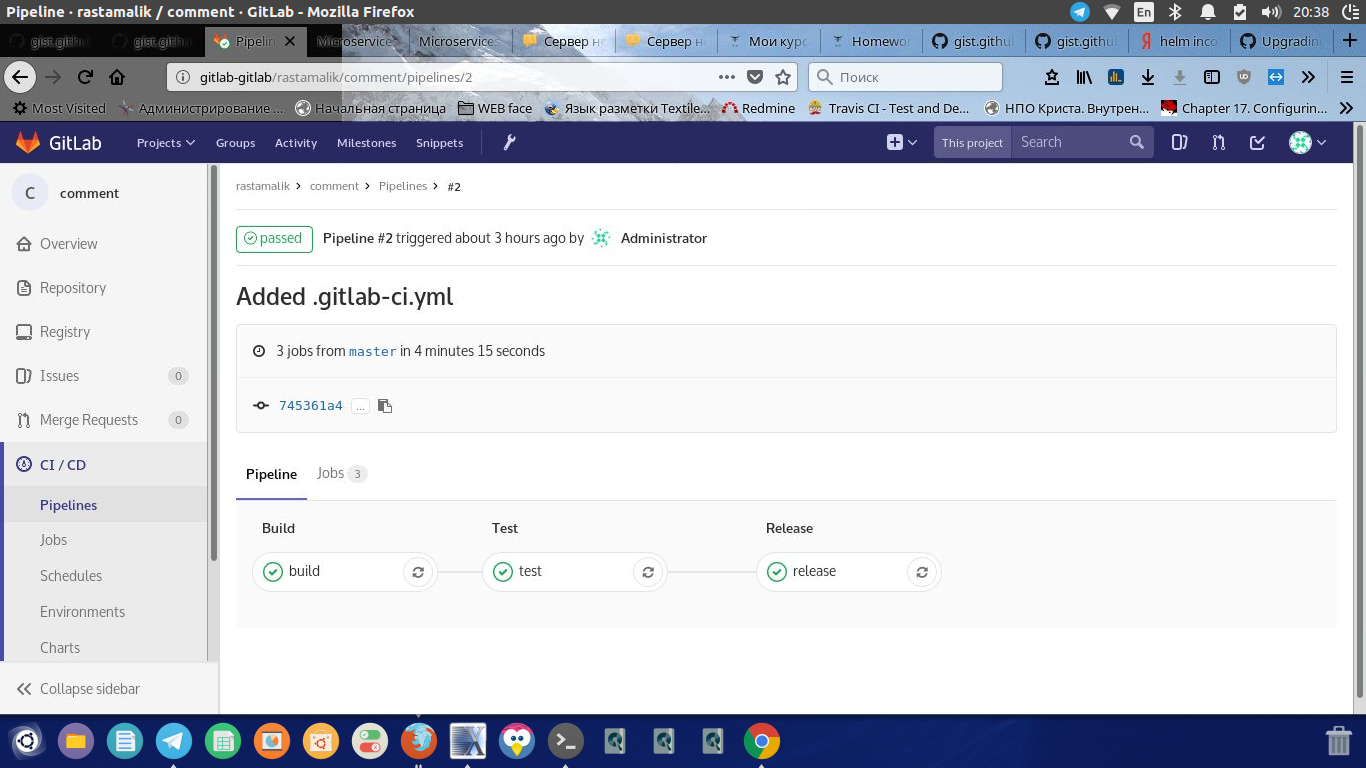 Pipeline · rastamalik / comment · GitLab - Mozilla Firefox
En
20:38
gist.githu
gist.githu
Pipelin
Microservice
Microservices
Сервер не
Сервер не
Мои курс
Homewor
gist.githu
gist.githu
helm inco
Upgrading
gitlab-gitlab/rastamalik/comment/pipelines/2
Поиск
Most Visited
Администрирование ...
Начальная страница
WEB face
Язык разметки Textile...
Redmine
Travis CI - Test and De...
НПО Криста. Внутрен...
Chapter 17. Configurin...
GitLab
Projects
Groups
Activity
Milestones
Snippets
This project
Search
C
comment
Overview
Repository
Registry
Issues 0
Merge Requests 0
CI / CD
Pipelines
Jobs
Schedules
Environments
Charts
Collapse sidebar
rastamalik > comment > Pipelines > #2
passed Pipeline #2 triggered about 3 hours ago by Administrator
Added .gitlab-ci.yml
3 jobs from master in 4 minutes 15 seconds
745361a4 ...
Pipeline Jobs 3
Build Test Release
build test release